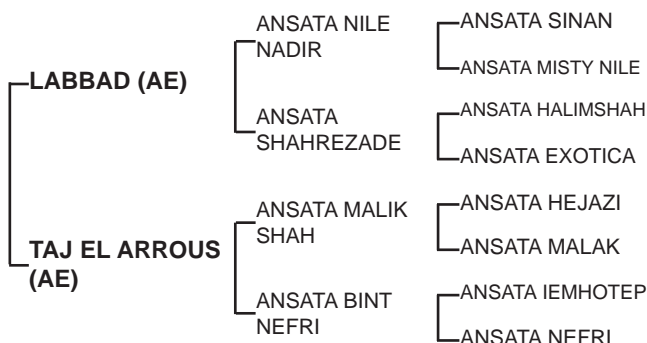 LABBAD (AE)
ANSATA NILE
NADIR
ANSATA SINAN
ANSATA MISTY NILE
ANSATA
SHAHREZADE
ANSATA HALIMSHAH
ANSATA EXOTICA
TAJ EL ARROUS
(AE)
ANSATA MALIK
SHAH
ANSATA HEJAZI
ANSATA MALAK
ANSATA BINT
NEFRI
ANSATA IEMHOTEP
ANSATA NEFRI